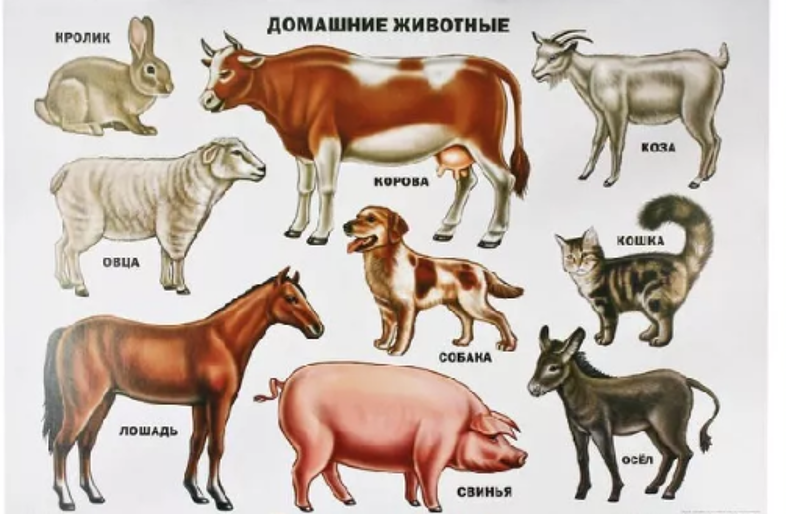 ДОМАШНИЕ ЖИВОТНЫЕ
КРОЛИК
КОЗА
КОРОВА
ОВЦА
КОШКА
СОБАКА
ЛОШАДЬ
ОСЁЛ
СВИНЬЯ